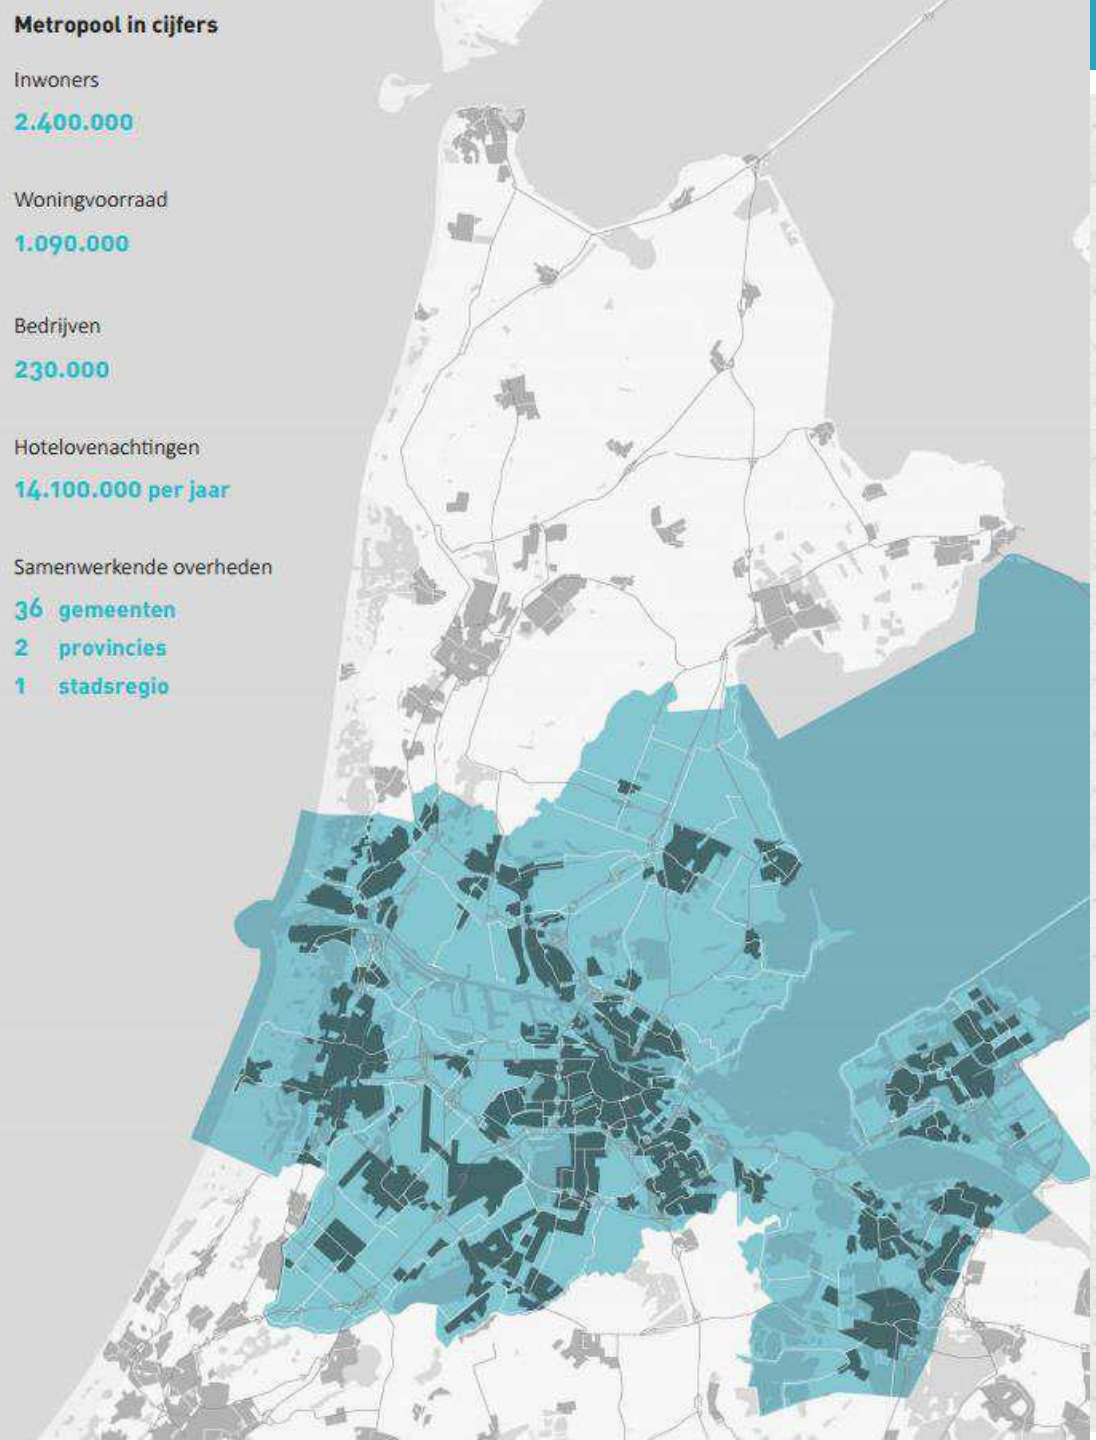 Metropool in cijfers
Inwoners
2.400.000
Woningvoorraad
1.090.000
Bedrijven
230.000
Hotelovenachtingen
14.100.000 per jaar
Samenwerkende overheden
36 gemeenten
2 provincies
1 stadsregio